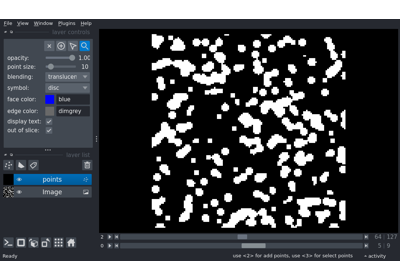 File View Window Plugins Help
layer controls
opacity: 1.00
point size: 10
blending: translucen
symbol: disc
face color: blue
edge color: dimgrey
display text:
out of slice:
layer list
points
Image
2 64 127
0 5 9
Ready use <2> for add points, use <3> for select points activity